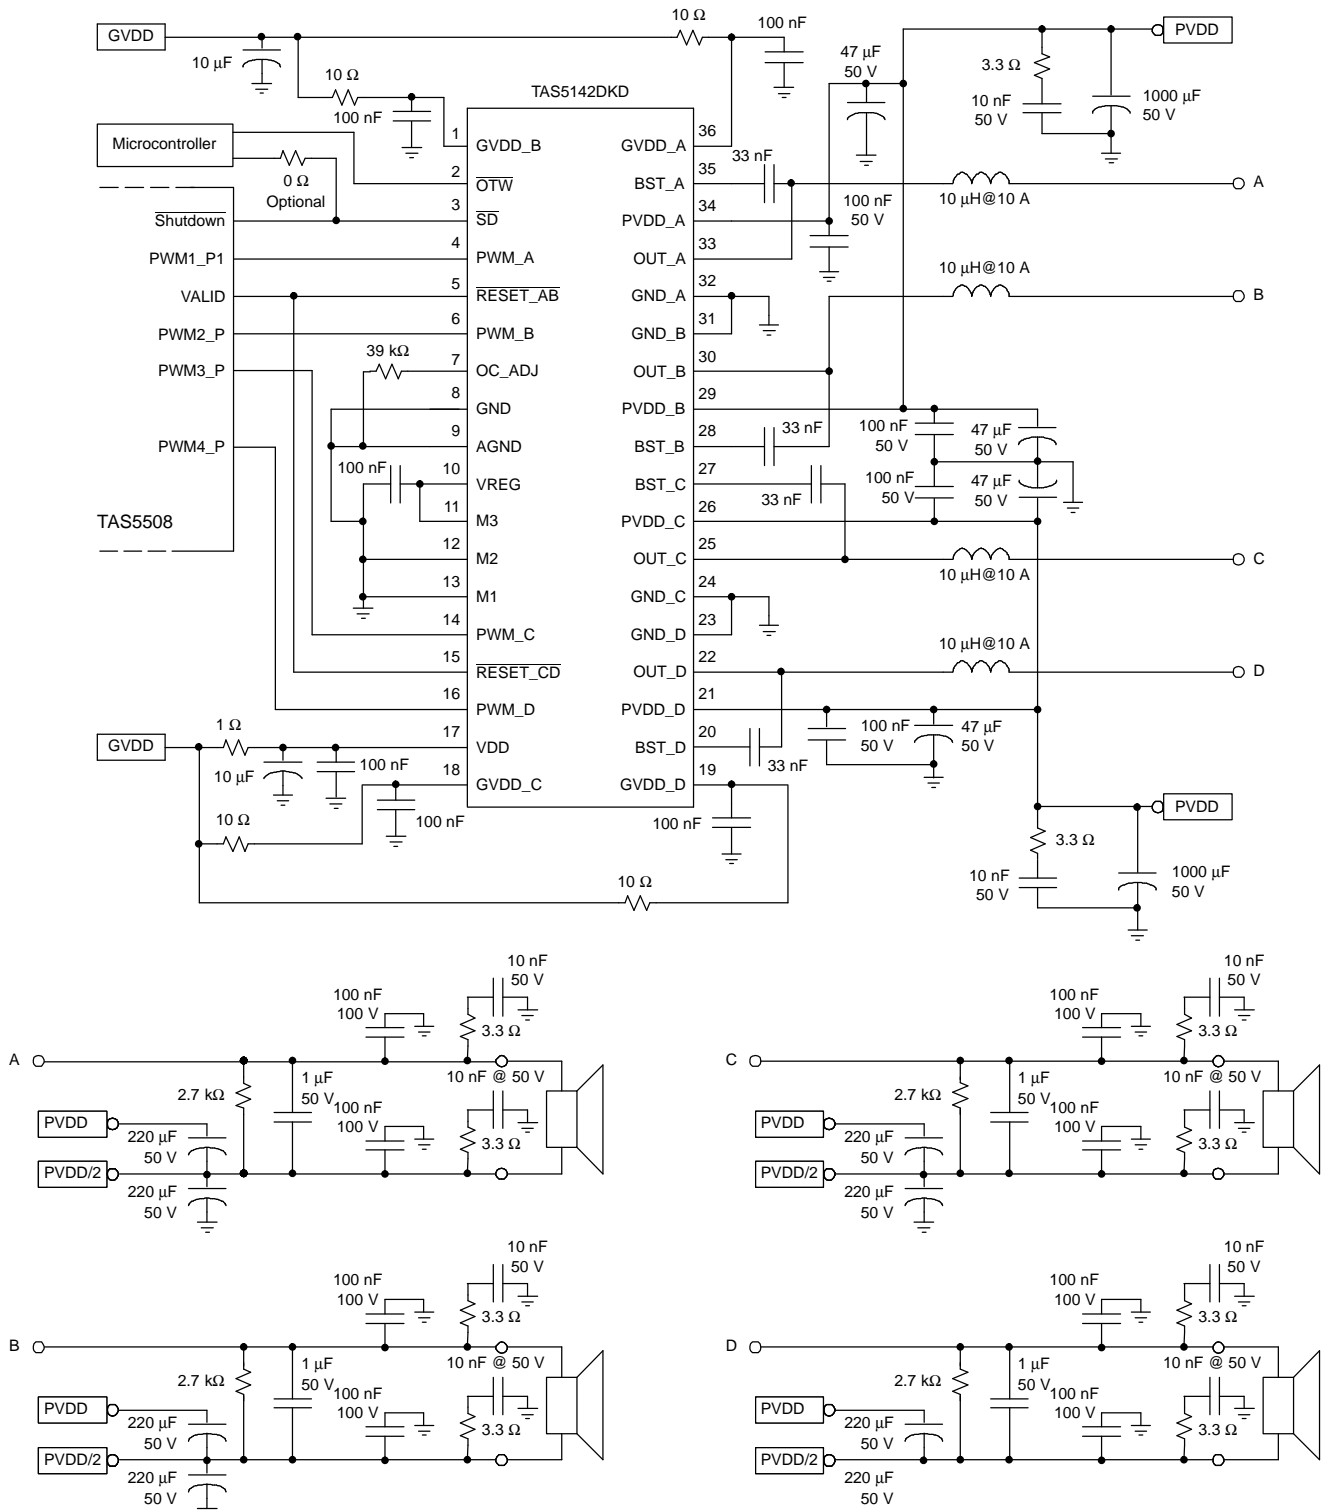 GVDD
10 µF
10 Ω
100 nF
10 Ω
100 nF
47 µF
50 V
PVDD
3.3 Ω
10 nF
50 V
1000 µF
50 V
TAS5142DKD
Microcontroller
0 Ω
Optional
Shutdown
PWM1_P1
VALID
PWM2_P
PWM3_P
PWM4_P
TAS5508
1
GVDD_B
2
OTW
3
SD
4
PWM_A
5
RESET_AB
6
PWM_B
39 kΩ
7
OC_ADJ
8
GND
9
AGND
100 nF
10
VREG
11
M3
12
M2
13
M1
14
PWM_C
15
RESET_CD
16
PWM_D
17
VDD
18
GVDD_C
36
GVDD_A
35
BST_A
34
PVDD_A
33
OUT_A
32
GND_A
31
GND_B
30
OUT_B
29
PVDD_B
28
BST_B
27
BST_C
26
PVDD_C
25
OUT_C
24
GND_C
23
GND_D
22
OUT_D
21
PVDD_D
20
BST_D
19
GVDD_D
33 nF
100 nF
50 V
10 µH@10 A
A
10 µH@10 A
B
33 nF
100 nF
50 V
47 µF
50 V
33 nF
100 nF
50 V
47 µF
50 V
10 µH@10 A
C
10 µH@10 A
D
100 nF
50 V
47 µF
50 V
33 nF
GVDD
1 Ω
10 µF
100 nF
10 Ω
100 nF
100 nF
10 Ω
PVDD
3.3 Ω
10 nF
50 V
1000 µF
50 V
A
2.7 kΩ
1 µF
50 V
100 nF
100 V
10 nF
50 V
3.3 Ω
10 nF @ 50 V
100 nF
100 V
3.3 Ω
PVDD
220 µF
50 V
PVDD/2
220 µF
50 V
C
2.7 kΩ
1 µF
50 V
100 nF
100 V
10 nF
50 V
3.3 Ω
10 nF @ 50 V
100 nF
100 V
3.3 Ω
PVDD
220 µF
50 V
PVDD/2
220 µF
50 V
B
2.7 kΩ
1 µF
50 V
100 nF
100 V
10 nF
50 V
3.3 Ω
10 nF @ 50 V
100 nF
100 V
3.3 Ω
PVDD
220 µF
50 V
PVDD/2
220 µF
50 V
D
2.7 kΩ
1 µF
50 V
100 nF
100 V
10 nF
50 V
3.3 Ω
10 nF @ 50 V
100 nF
100 V
3.3 Ω
PVDD
220 µF
50 V
PVDD/2
220 µF
50 V